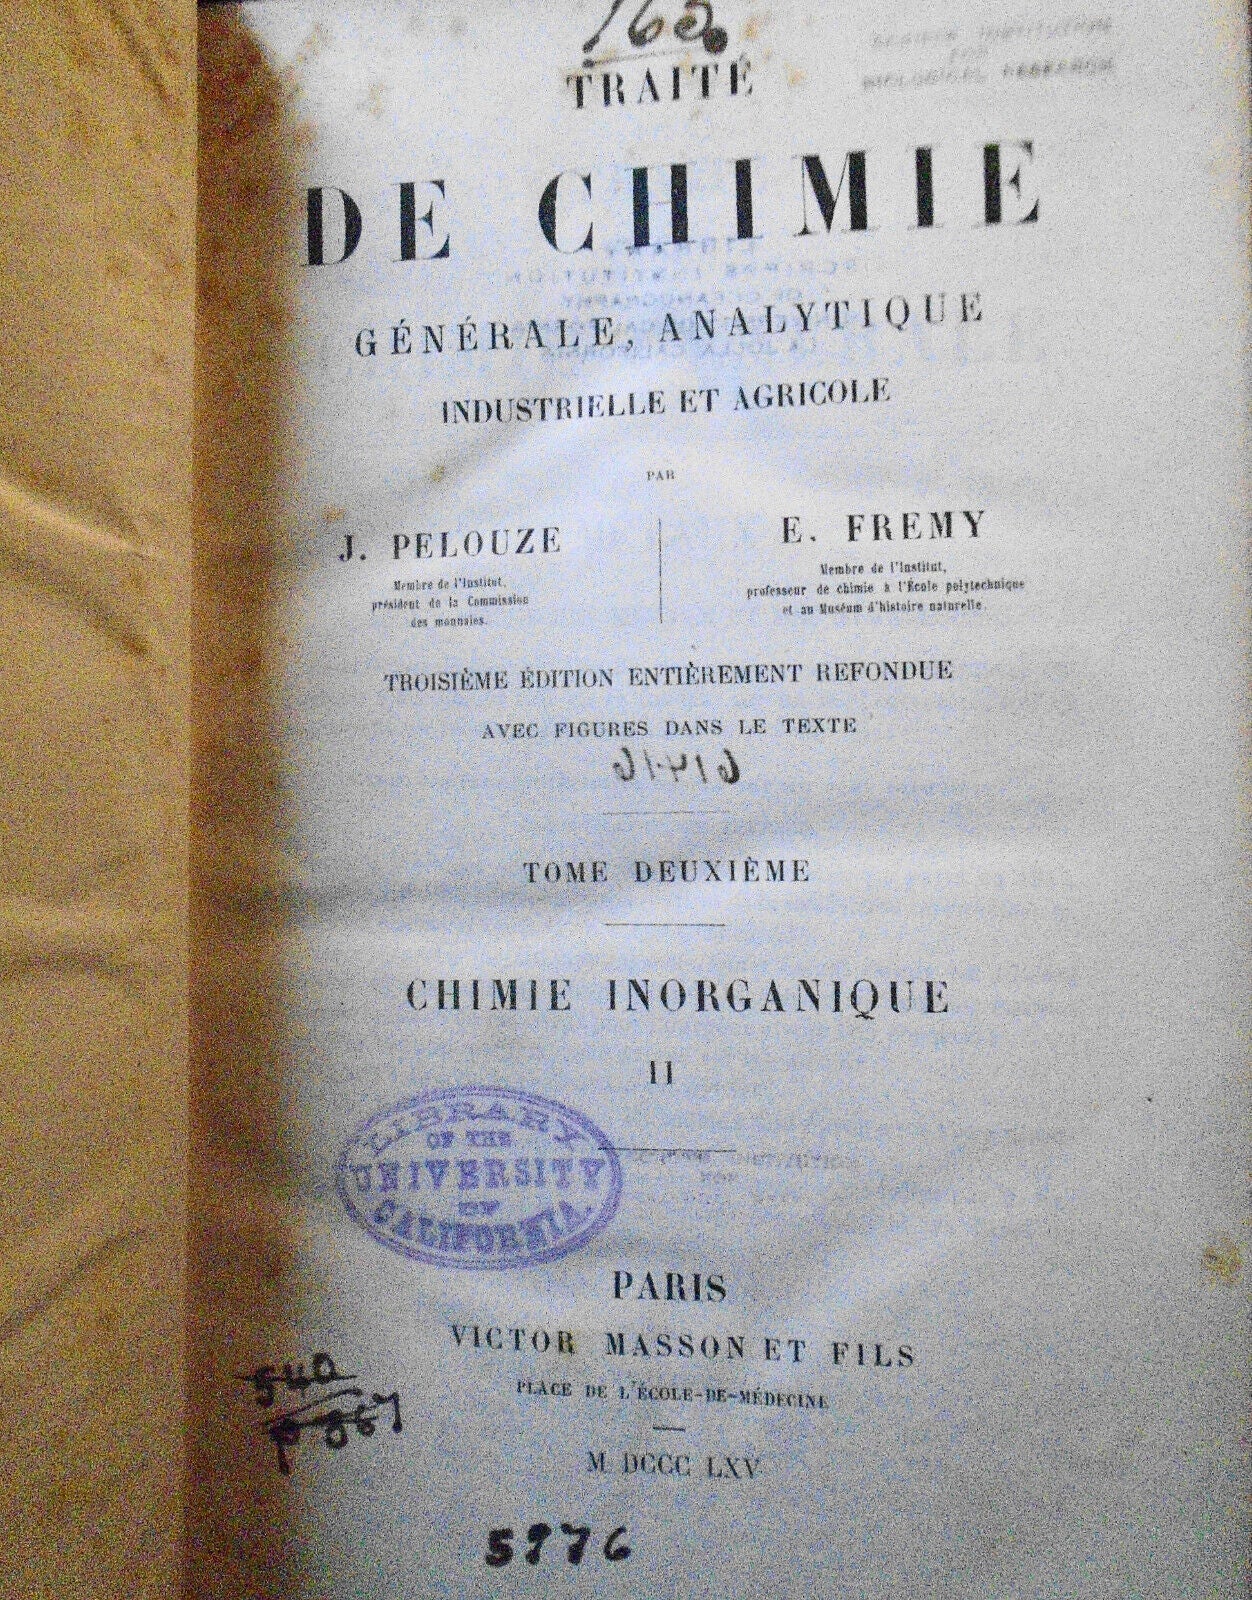 165.
TRAITÉ
DE CHIMIE
GÉNÉRALE, ANALYTIQUE
INDUSTRIELLE ET AGRICOLE
PAR
J. PELOUZE
Membre de l'Institut,
président de la Commission
des monnaies.
E. FREMY
Membre de l'Institut,
professeur de chimie à l'École polytechnique
et au Muséum d'histoire naturelle.
TROISIÈME ÉDITION ENTIÈREMENT REFONDUE
AVEC FIGURES DANS LE TEXTE
61416
TOME DEUXIÈME
CHIMIE INORGANIQUE
II
LIBRARY
OF THE
UNIVERSITY
OF
CALIFORNIA.
PARIS
VICTOR MASSON ET FILS
PLACE DE L'ÉCOLE-DE-MÉDECINE
M DCCC LXV
540
5976